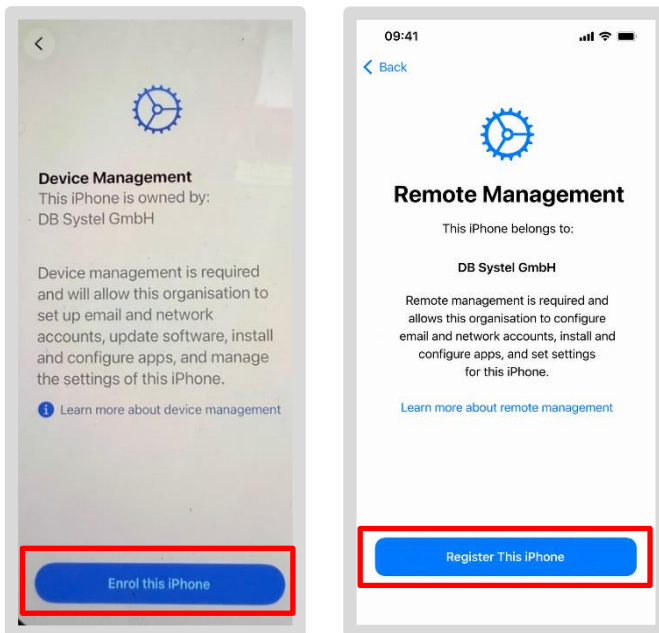 Device Management
This iPhone is owned by:
DB Systel GmbH
Device management is required
and will allow this organisation to
set up email and network
accounts, update software, install
and configure apps, and manage
the settings of this iPhone.
Learn more about device management
Enrol this iPhone
09:41
Back
Remote Management
This iPhone belongs to:
DB Systel GmbH
Remote management is required and
allows this organisation to configure
email and network accounts, install and
configure apps, and set settings
for this iPhone.
Learn more about remote management
Register This iPhone